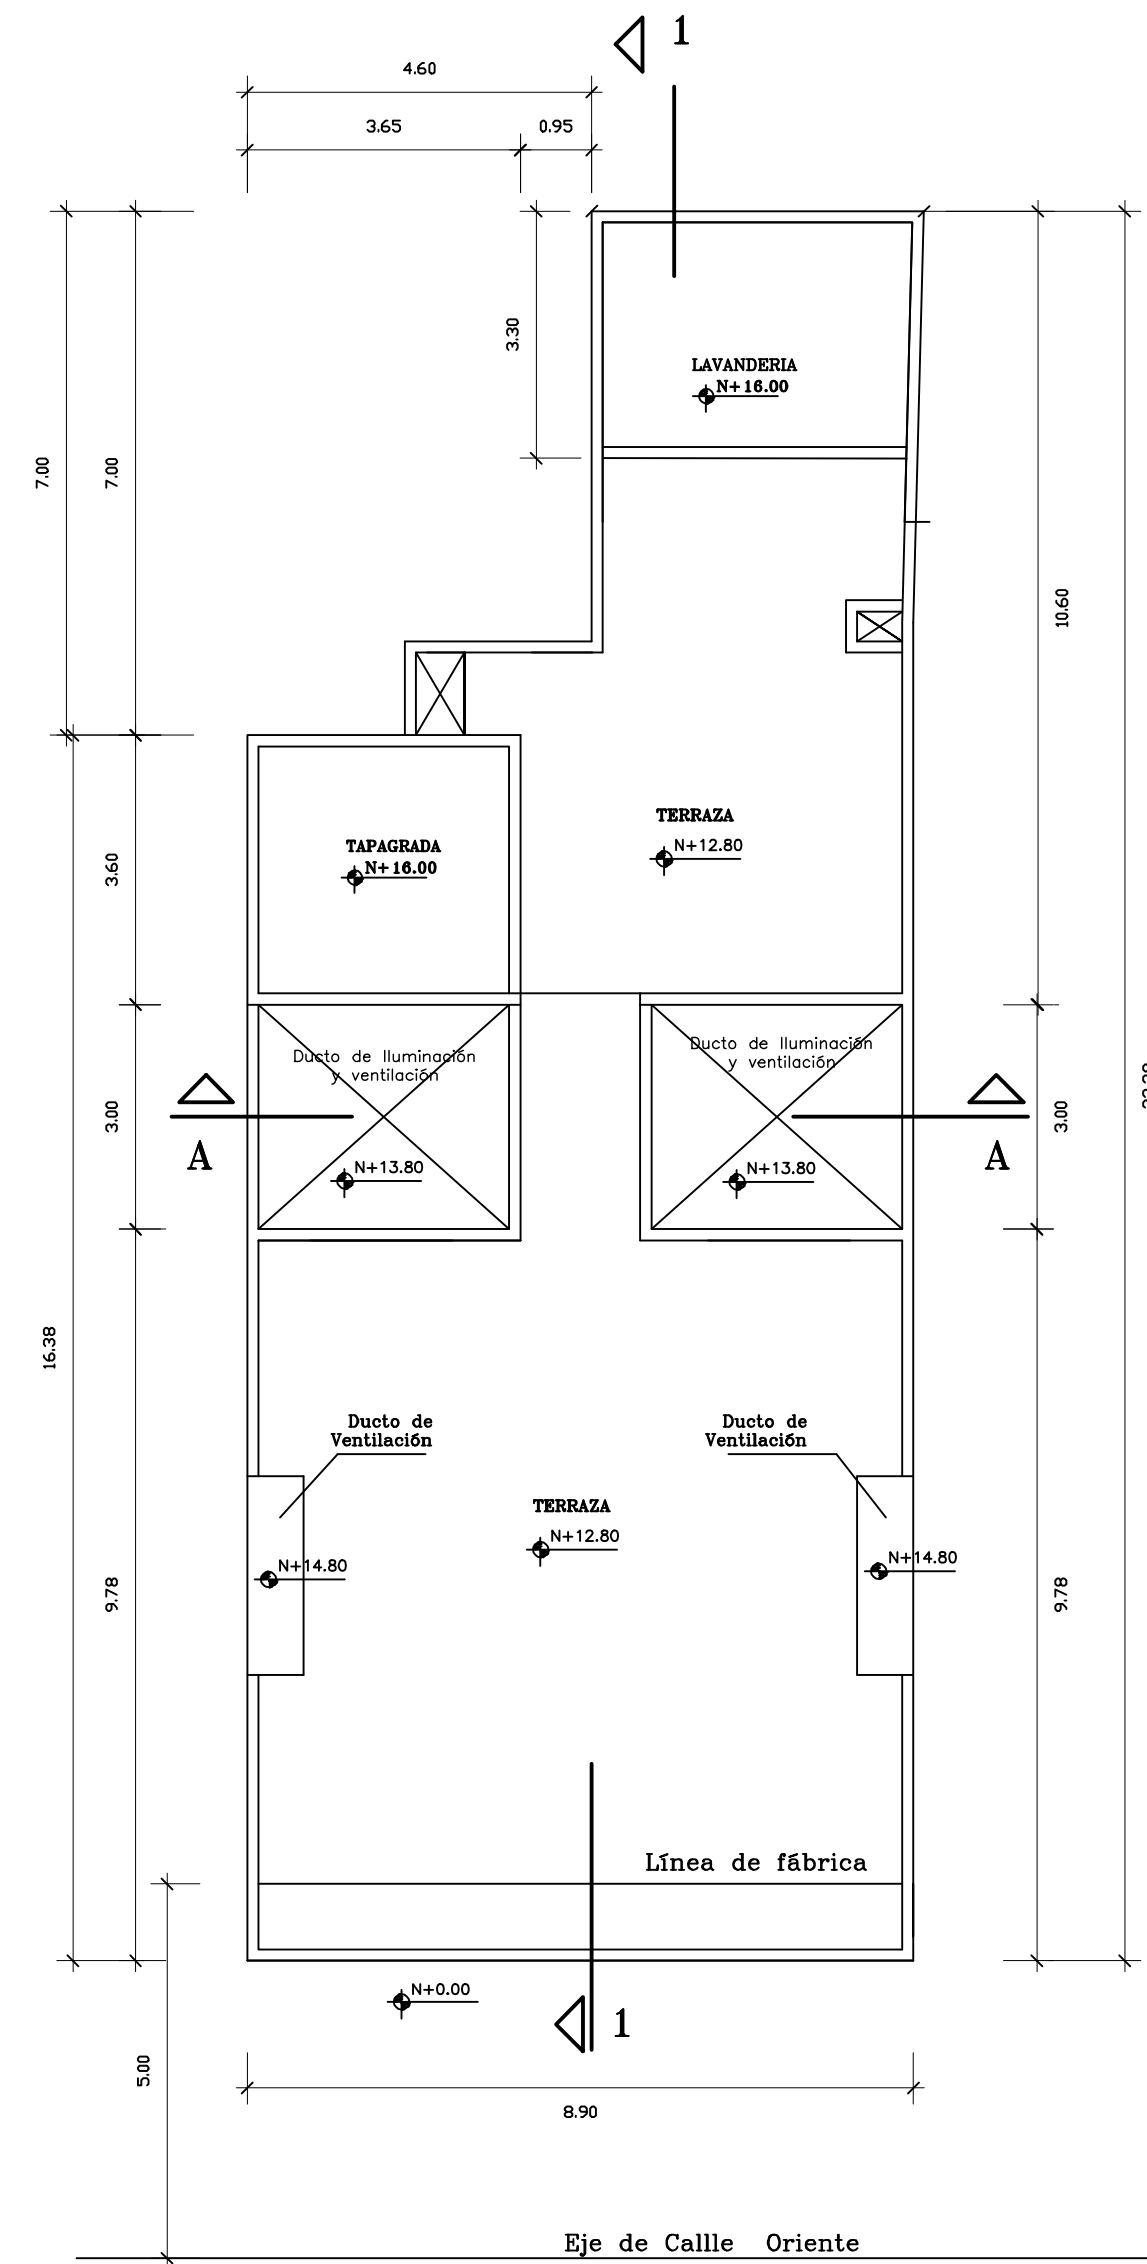 1
4.60
3.65
0.95
3.30
LAVANDERIA
N+16.00
7.00
7.00
10.60
TERRAZA
N+12.80
TAPAGRADA
N+16.00
3.60
Ducto de Iluminación
y ventilación
Ducto de Iluminación
y ventilación
3.00
3.00
A
A
N+13.80
N+13.80
16.38
Ducto de
Ventilación
Ducto de
Ventilación
TERRAZA
N+12.80
N+14.80
N+14.80
9.78
9.78
Línea de fábrica
N+0.00
1
5.00
8.90
Eje de Callle Oriente